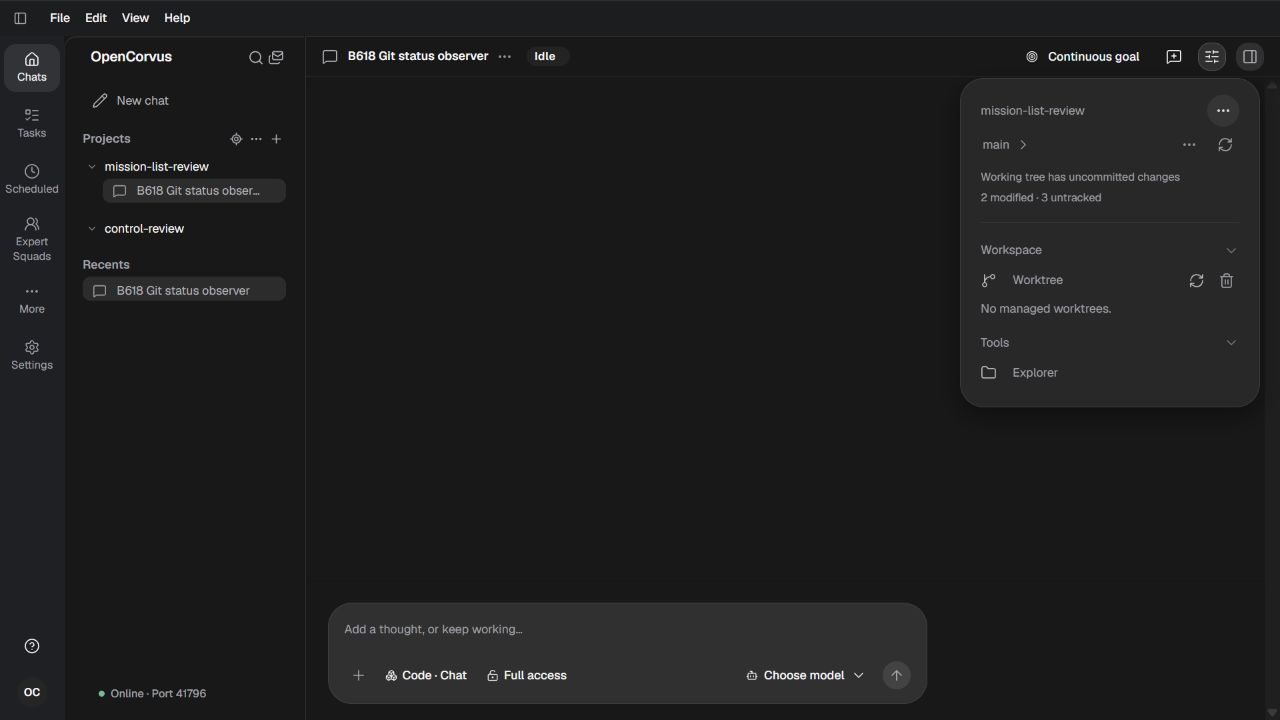 File Edit View Help
OpenCorvus
B618 Git status observer
Idle
Continuous goal
Chats
Tasks
Scheduled
Expert
Squads
More
Settings
OC
New chat
Projects
mission-list-review
B618 Git status obser...
control-review
Recents
B618 Git status observer
Online · Port 41796
mission-list-review
main
Working tree has uncommitted changes
2 modified · 3 untracked
Workspace
Worktree
No managed worktrees.
Tools
Explorer
Add a thought, or keep working...
Code · Chat
Full access
Choose model